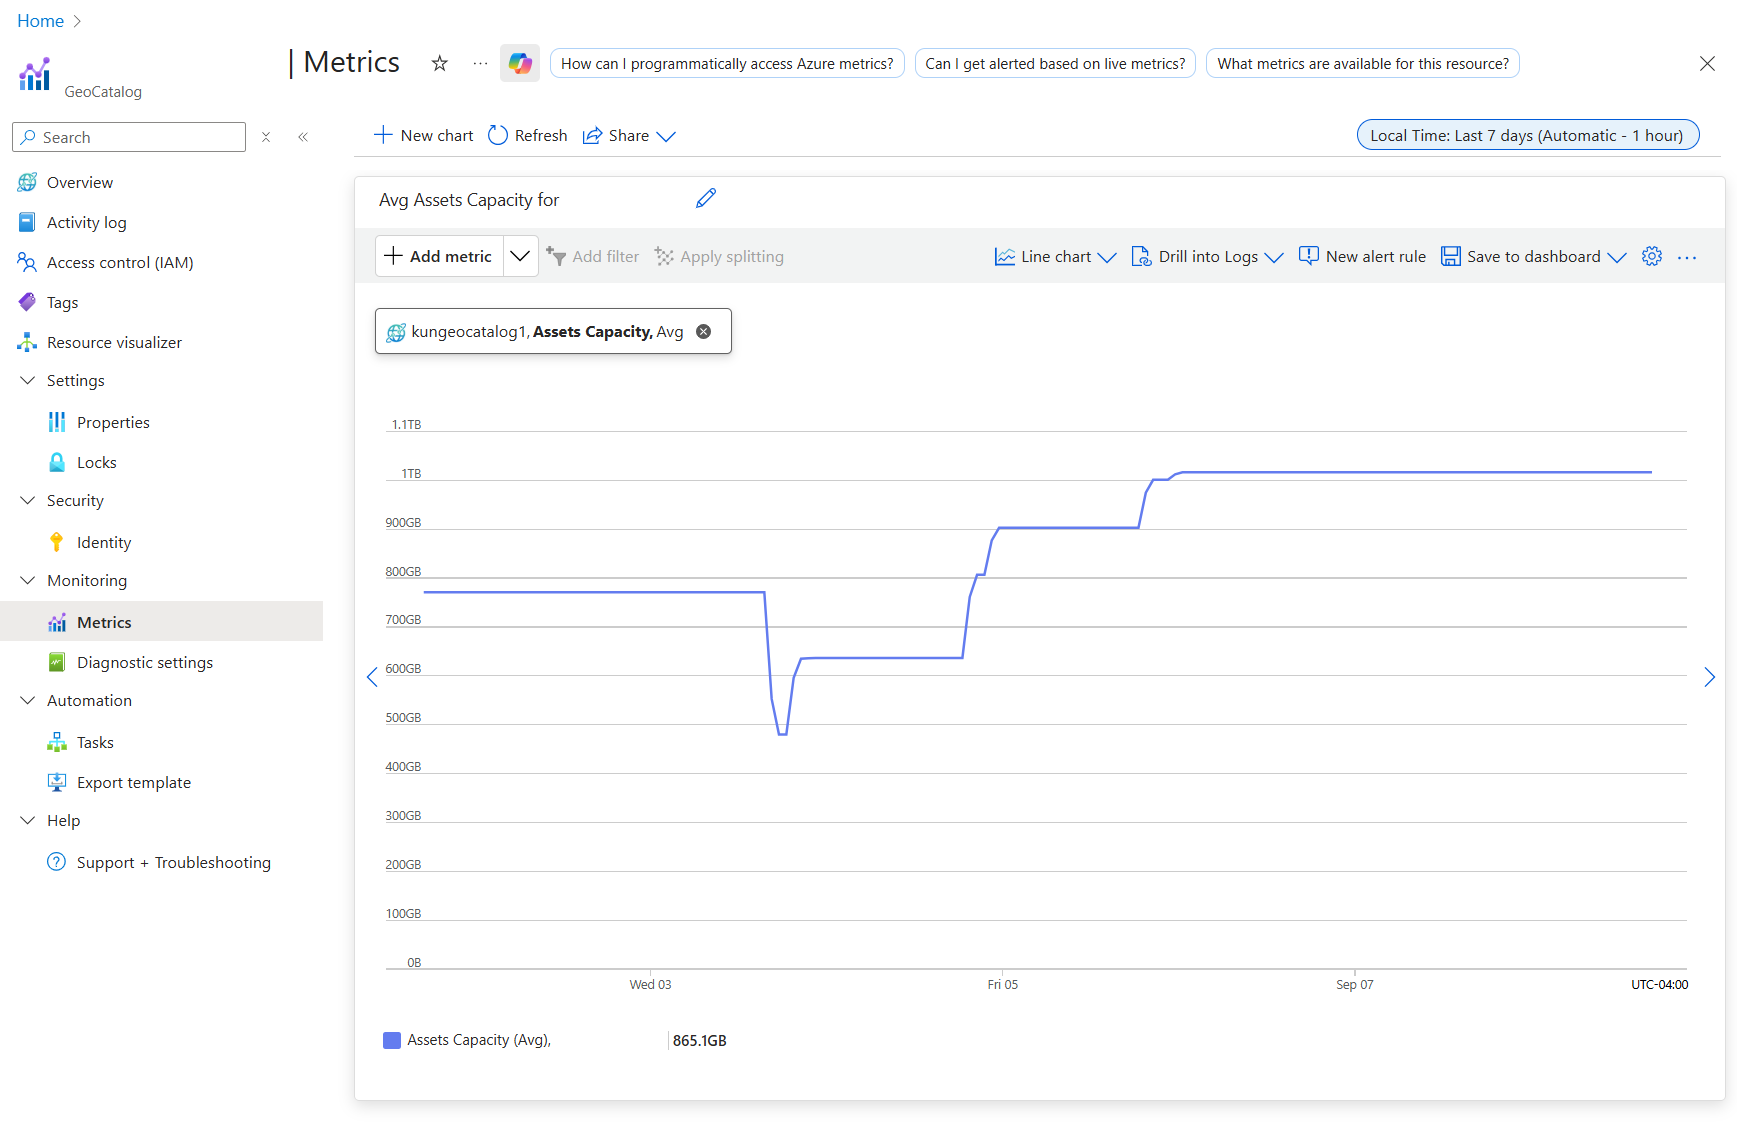 Home
| Metrics
GeoCatalog
How can I programmatically access Azure metrics?
Can I get alerted based on live metrics?
What metrics are available for this resource?
Search
Overview
Activity log
Access control (IAM)
Tags
Resource visualizer
Settings
Properties
Locks
Security
Identity
Monitoring
Metrics
Diagnostic settings
Automation
Tasks
Export template
Help
Support + Troubleshooting
New chart
Refresh
Share
Local Time: Last 7 days (Automatic - 1 hour)
Avg Assets Capacity for
Add metric
Add filter
Apply splitting
Line chart
Drill into Logs
New alert rule
Save to dashboard
kungeocatalog1, Assets Capacity, Avg
1.1TB
1TB
900GB
800GB
700GB
600GB
500GB
400GB
300GB
200GB
100GB
0B
Wed 03
Fri 05
Sep 07
UTC-04:00
Assets Capacity (Avg),
865.1GB